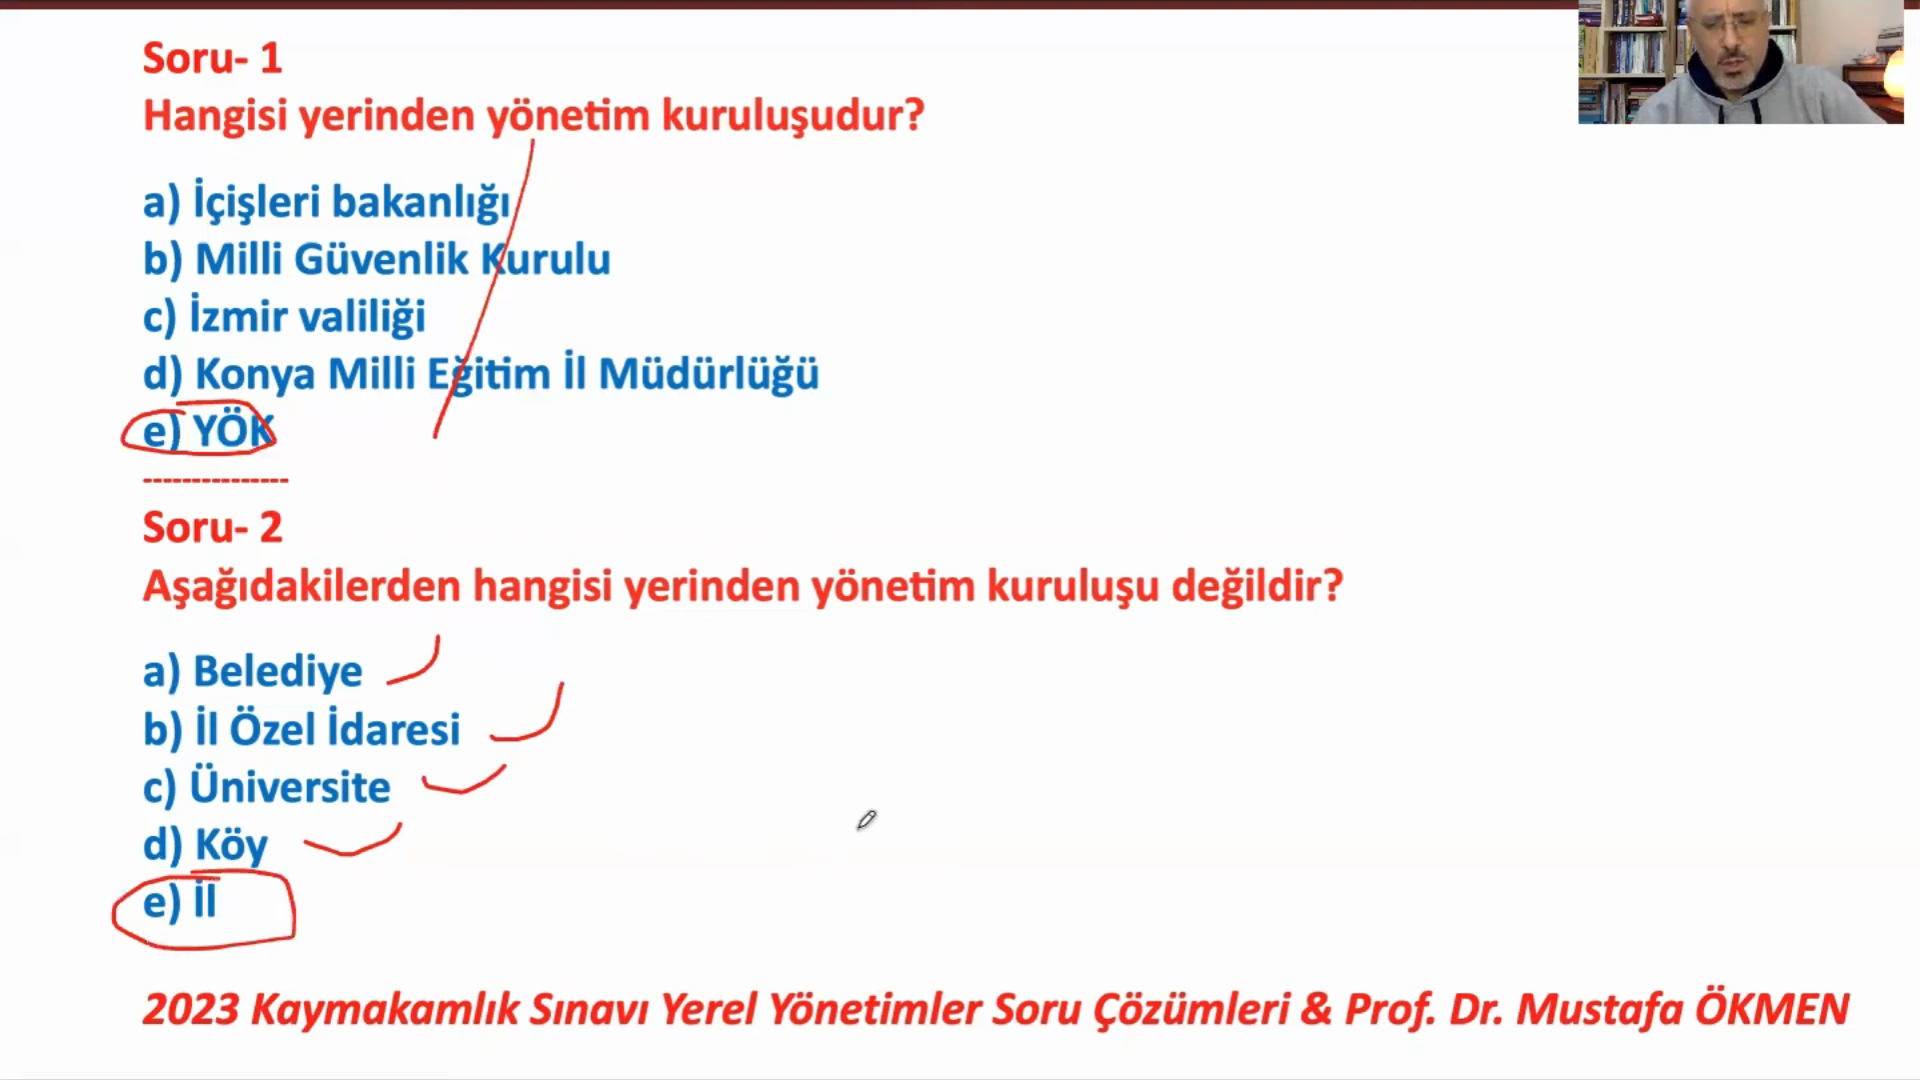 Soru- 1
Hangisi yerinden yönetim kuruluşudur?
a) İçişleri bakanlığı
b) Milli Güvenlik Kurulu
c) İzmir valiliği
d) Konya Milli Eğitim İl Müdürlüğü
e) YÖK
---------------
Soru- 2
Aşağıdakilerden hangisi yerinden yönetim kuruluşu değildir?
a) Belediye
b) İl Özel İdaresi
c) Üniversite
d) Köy
e) İl
2023 Kaymakamlık Sınavı Yerel Yönetimler Soru Çözümleri & Prof. Dr. Mustafa ÖKMEN